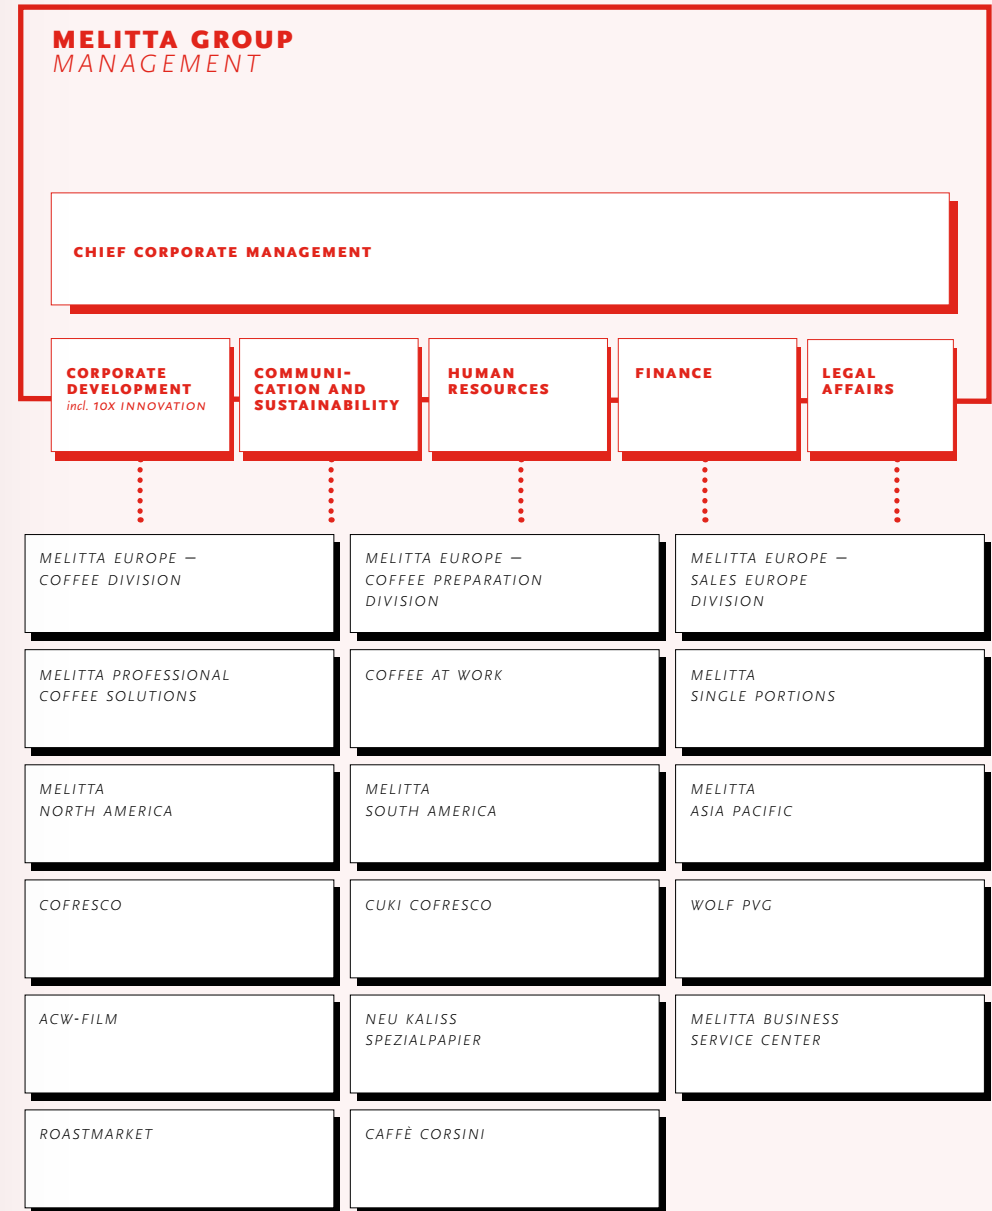 MELITTA GROUP
MANAGEMENT
CHIEF CORPORATE MANAGEMENT
CORPORATE
DEVELOPMENT
incl. 10X INNOVATION
COMMUNI-
CATION AND
SUSTAINABILITY
HUMAN
RESOURCES
FINANCE
LEGAL
AFFAIRS
MELITTA EUROPE –
COFFEE DIVISION
MELITTA EUROPE –
COFFEE PREPARATION
DIVISION
MELITTA EUROPE –
SALES EUROPE
DIVISION
MELITTA PROFESSIONAL
COFFEE SOLUTIONS
COFFEE AT WORK
MELITTA
SINGLE PORTIONS
MELITTA
NORTH AMERICA
MELITTA
SOUTH AMERICA
MELITTA
ASIA PACIFIC
COFRESCO
CUKI COFRESCO
WOLF PVG
ACW-FILM
NEU KALISS
SPEZIALPAPIER
MELITTA BUSINESS
SERVICE CENTER
ROASTMARKET
CAFFÈ CORSINI